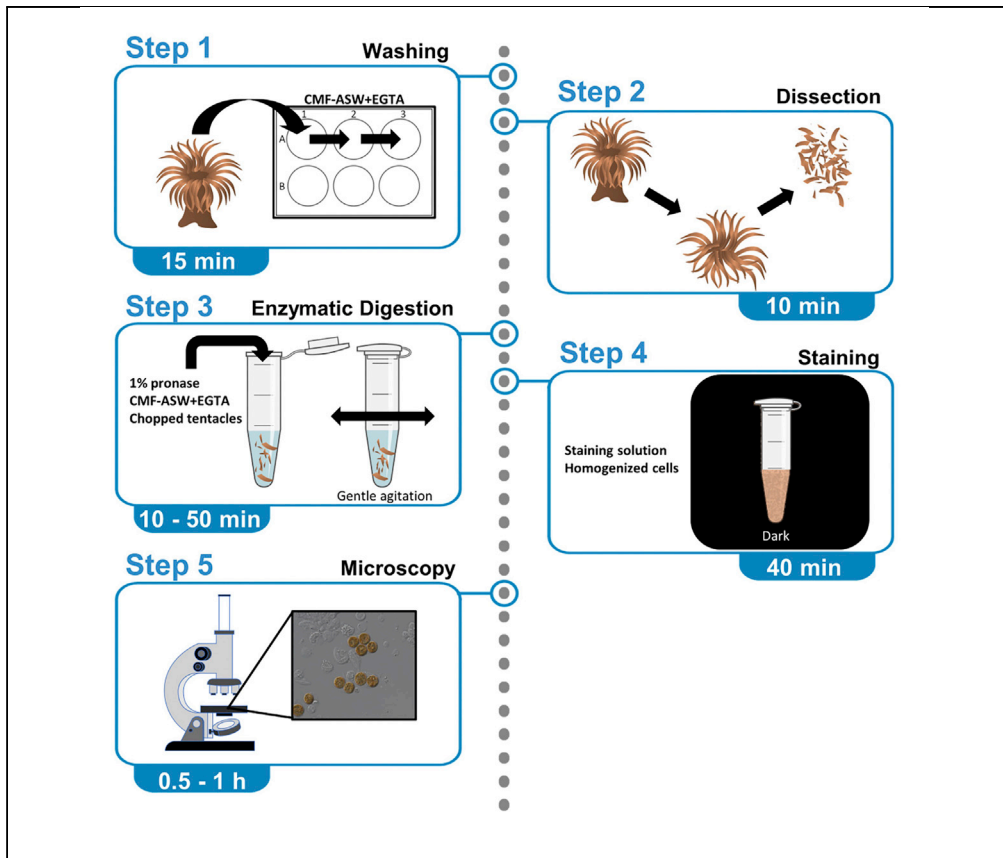 Step 1
Washing
CMF-ASW+EGTA
1 2 3
A
B
15 min
Step 2
Dissection
10 min
Step 3
Enzymatic Digestion
1% pronase
CMF-ASW+EGTA
Chopped tentacles
Gentle agitation
10 - 50 min
Step 4
Staining
Staining solution
Homogenized cells
Dark
40 min
Step 5
Microscopy
0.5 - 1 h